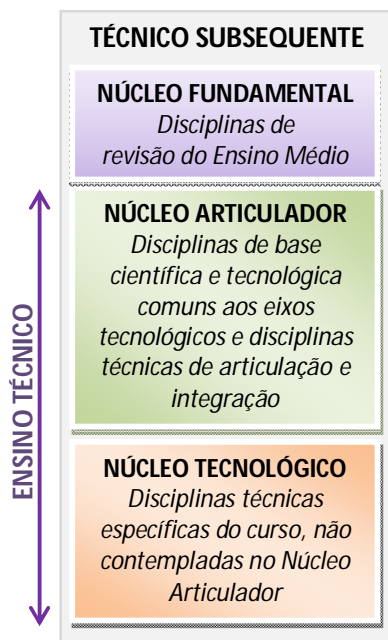 TÉCNICO SUBSEQUENTE
NÚCLEO FUNDAMENTAL
Disciplinas de
revisão do Ensino Médio
NÚCLEO ARTICULADOR
Disciplinas de base
científica e tecnológica
comuns aos eixos
tecnológicos e disciplinas
técnicas de articulação e
integração
NÚCLEO TECNOLÓGICO
Disciplinas técnicas
específicas do curso, não
contempladas no Núcleo
Articulador
ENSINO TÉCNICO